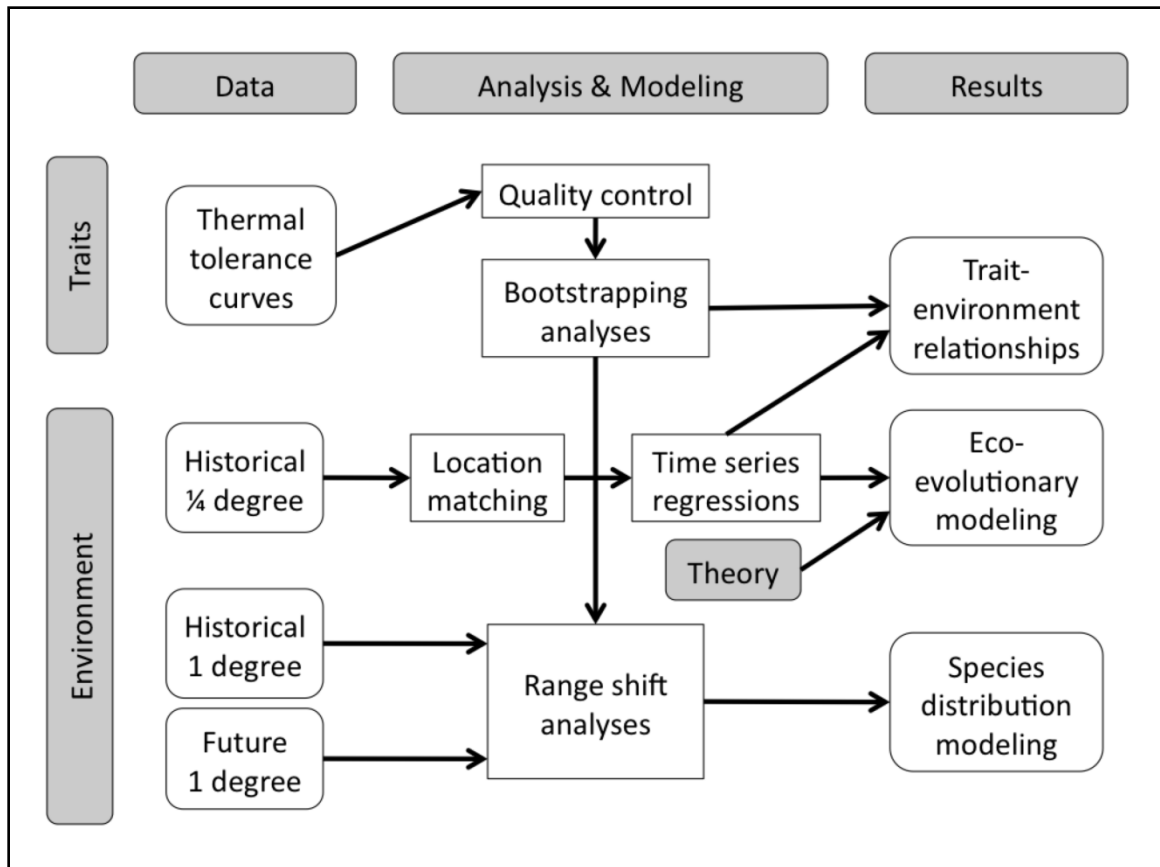 Data
Analysis & Modeling
Results
Traits
Thermal
tolerance
curves
Quality control
Bootstrapping
analyses
Trait-
environment
relationships
Environment
Historical
¼ degree
Location
matching
Time series
regressions
Eco-
evolutionary
modeling
Theory
Historical
1 degree
Future
1 degree
Range shift
analyses
Species
distribution
modeling